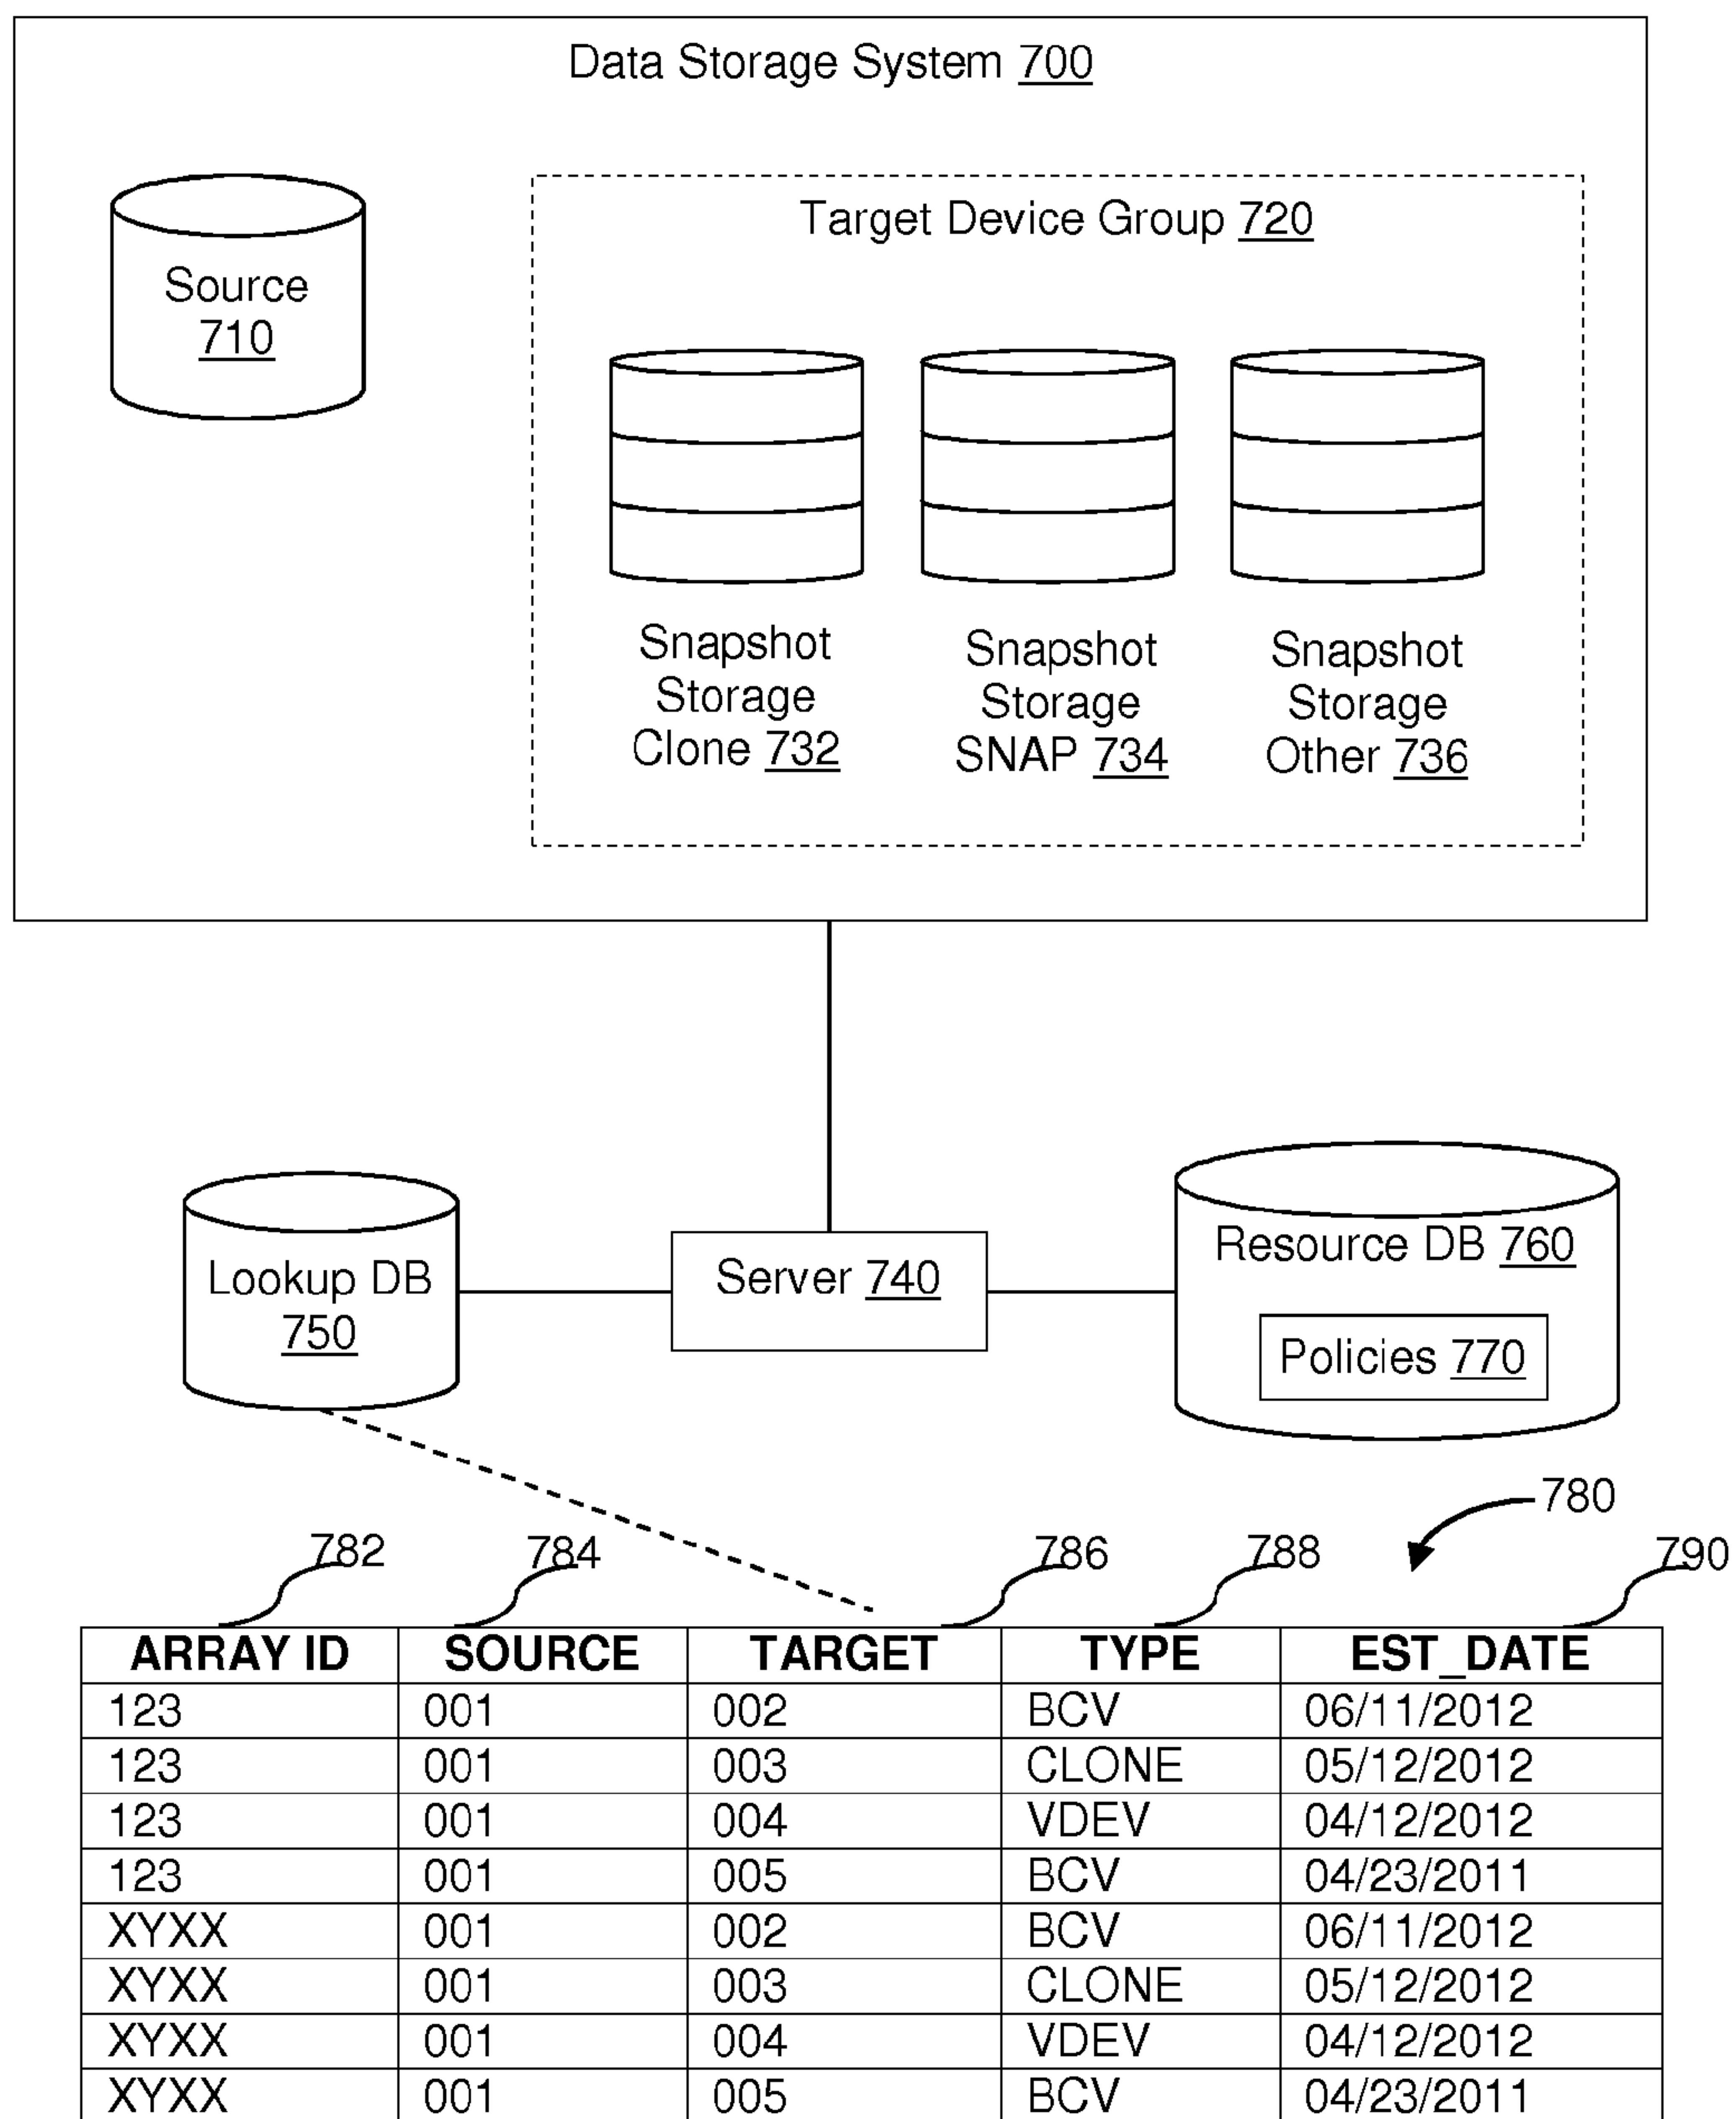 Data Storage System 700
Target Device Group 720
Source
710
Snapshot
Storage
Clone 732
Snapshot
Storage
SNAP 734
Snapshot
Storage
Other 736
Lookup DB
750
Server 740
Resource DB 760
Policies 770
780
782
784
786
788
790
ARRAY ID SOURCE TARGET TYPE EST_DATE
123 001 002 BCV 06/11/2012
123 001 003 CLONE 05/12/2012
123 001 004 VDEV 04/12/2012
123 001 005 BCV 04/23/2011
XYXX 001 002 BCV 06/11/2012
XYXX 001 003 CLONE 05/12/2012
XYXX 001 004 VDEV 04/12/2012
XYXX 001 005 BCV 04/23/2011